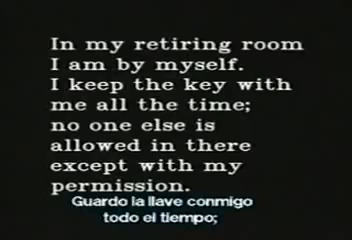 In my retiring room
I am by myself.
I keep the key with
me all the time;
no one else is
allowed in there
except with my
permission.
Guardo la llave conmigo
todo el tiempo;